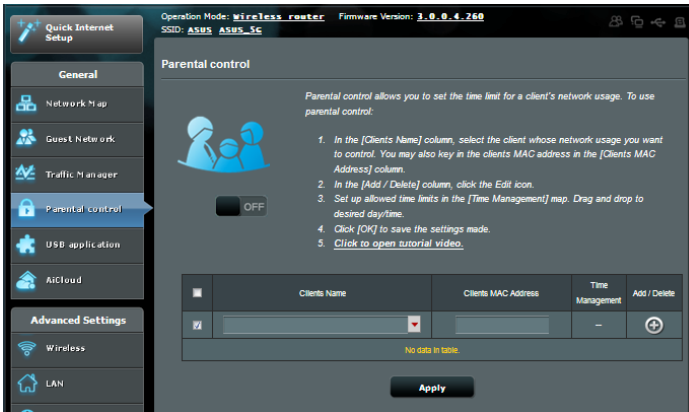 Quick Internet
Setup
Operation Mode: Wireless router Firmware Version: 3.0.0.4.260
SSID: ASUS ASUS_5G
General
Network Map
Guest Network
Traffic Manager
Parental control
USB application
AiCloud
Advanced Settings
Wireless
LAN
Parental control
Parental control allows you to set the time limit for a client's network usage. To use
parental control:
1. In the [Clients Name] column, select the client whose network usage you want
to control. You may also key in the clients MAC address in the [Clients MAC
Address] column.
2. In the [Add / Delete] column, click the Edit icon.
3. Set up allowed time limits in the [Time Management] map. Drag and drop to
desired day/time.
4. Click [OK] to save the settings made.
5. Click to open tutorial video.
OFF
Clients Name
Clients MAC Address
Time
Management
Add / Delete
–
No data in table.
Apply